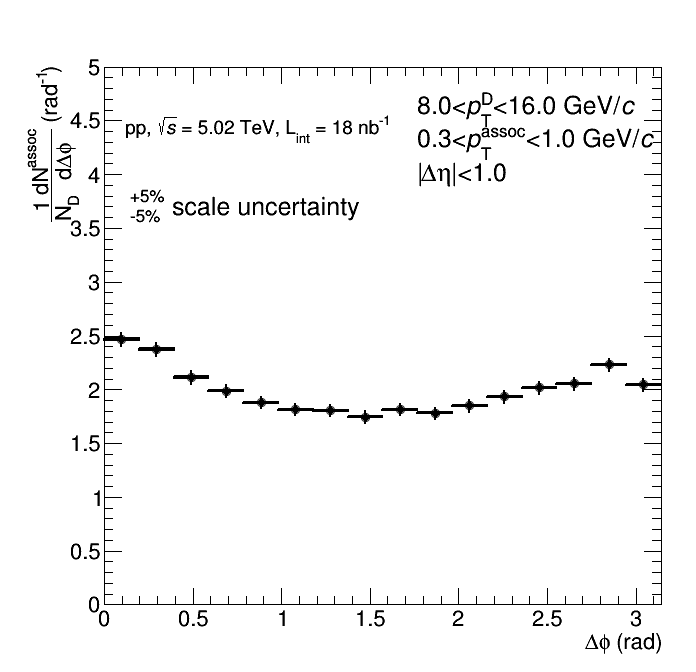 1 dN^assoc / N_D dΔφ (rad⁻¹)
5
4.5
4
3.5
3
2.5
2
1.5
1
0.5
0
pp, √s = 5.02 TeV, L_int = 18 nb⁻¹
8.0<p_T^D<16.0 GeV/c
0.3<p_T^assoc<1.0 GeV/c
|Δη|<1.0
+5%
-5% scale uncertainty
0 0.5 1 1.5 2 2.5 3
Δφ (rad)